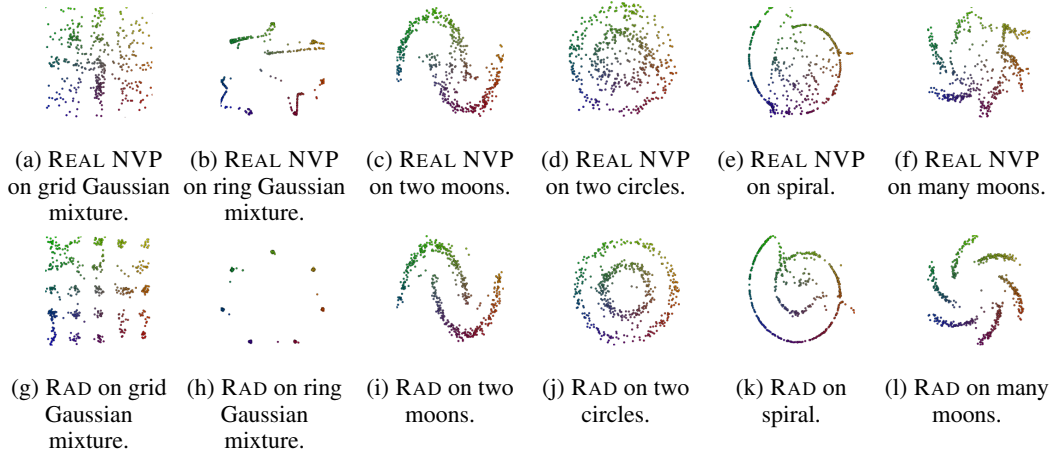 (a) REAL NVP
on grid Gaussian
mixture.
(b) REAL NVP
on ring Gaussian
mixture.
(c) REAL NVP
on two moons.
(d) REAL NVP
on two circles.
(e) REAL NVP
on spiral.
(f) REAL NVP
on many moons.
(g) RAD on grid
Gaussian
mixture.
(h) RAD on ring
Gaussian
mixture.
(i) RAD on two
moons.
(j) RAD on two
circles.
(k) RAD on
spiral.
(l) RAD on many
moons.